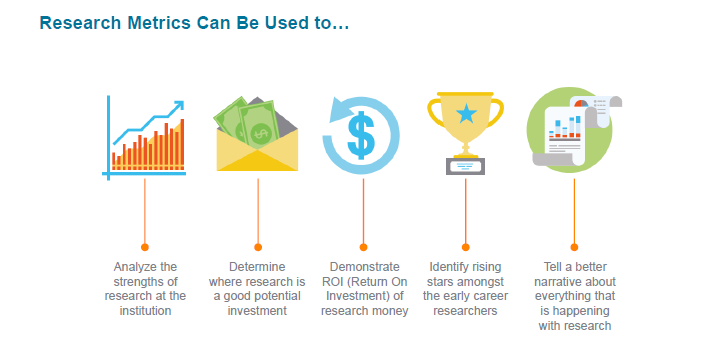 Research Metrics Can Be Used to…
$
Analyze the
strengths of
research at the
institution
Determine
where research is
a good potential
investment
Demonstrate
ROI (Return On
Investment) of
research money
Identify rising
stars amongst
the early career
researchers
Tell a better
narrative about
everything that
is happening
with research